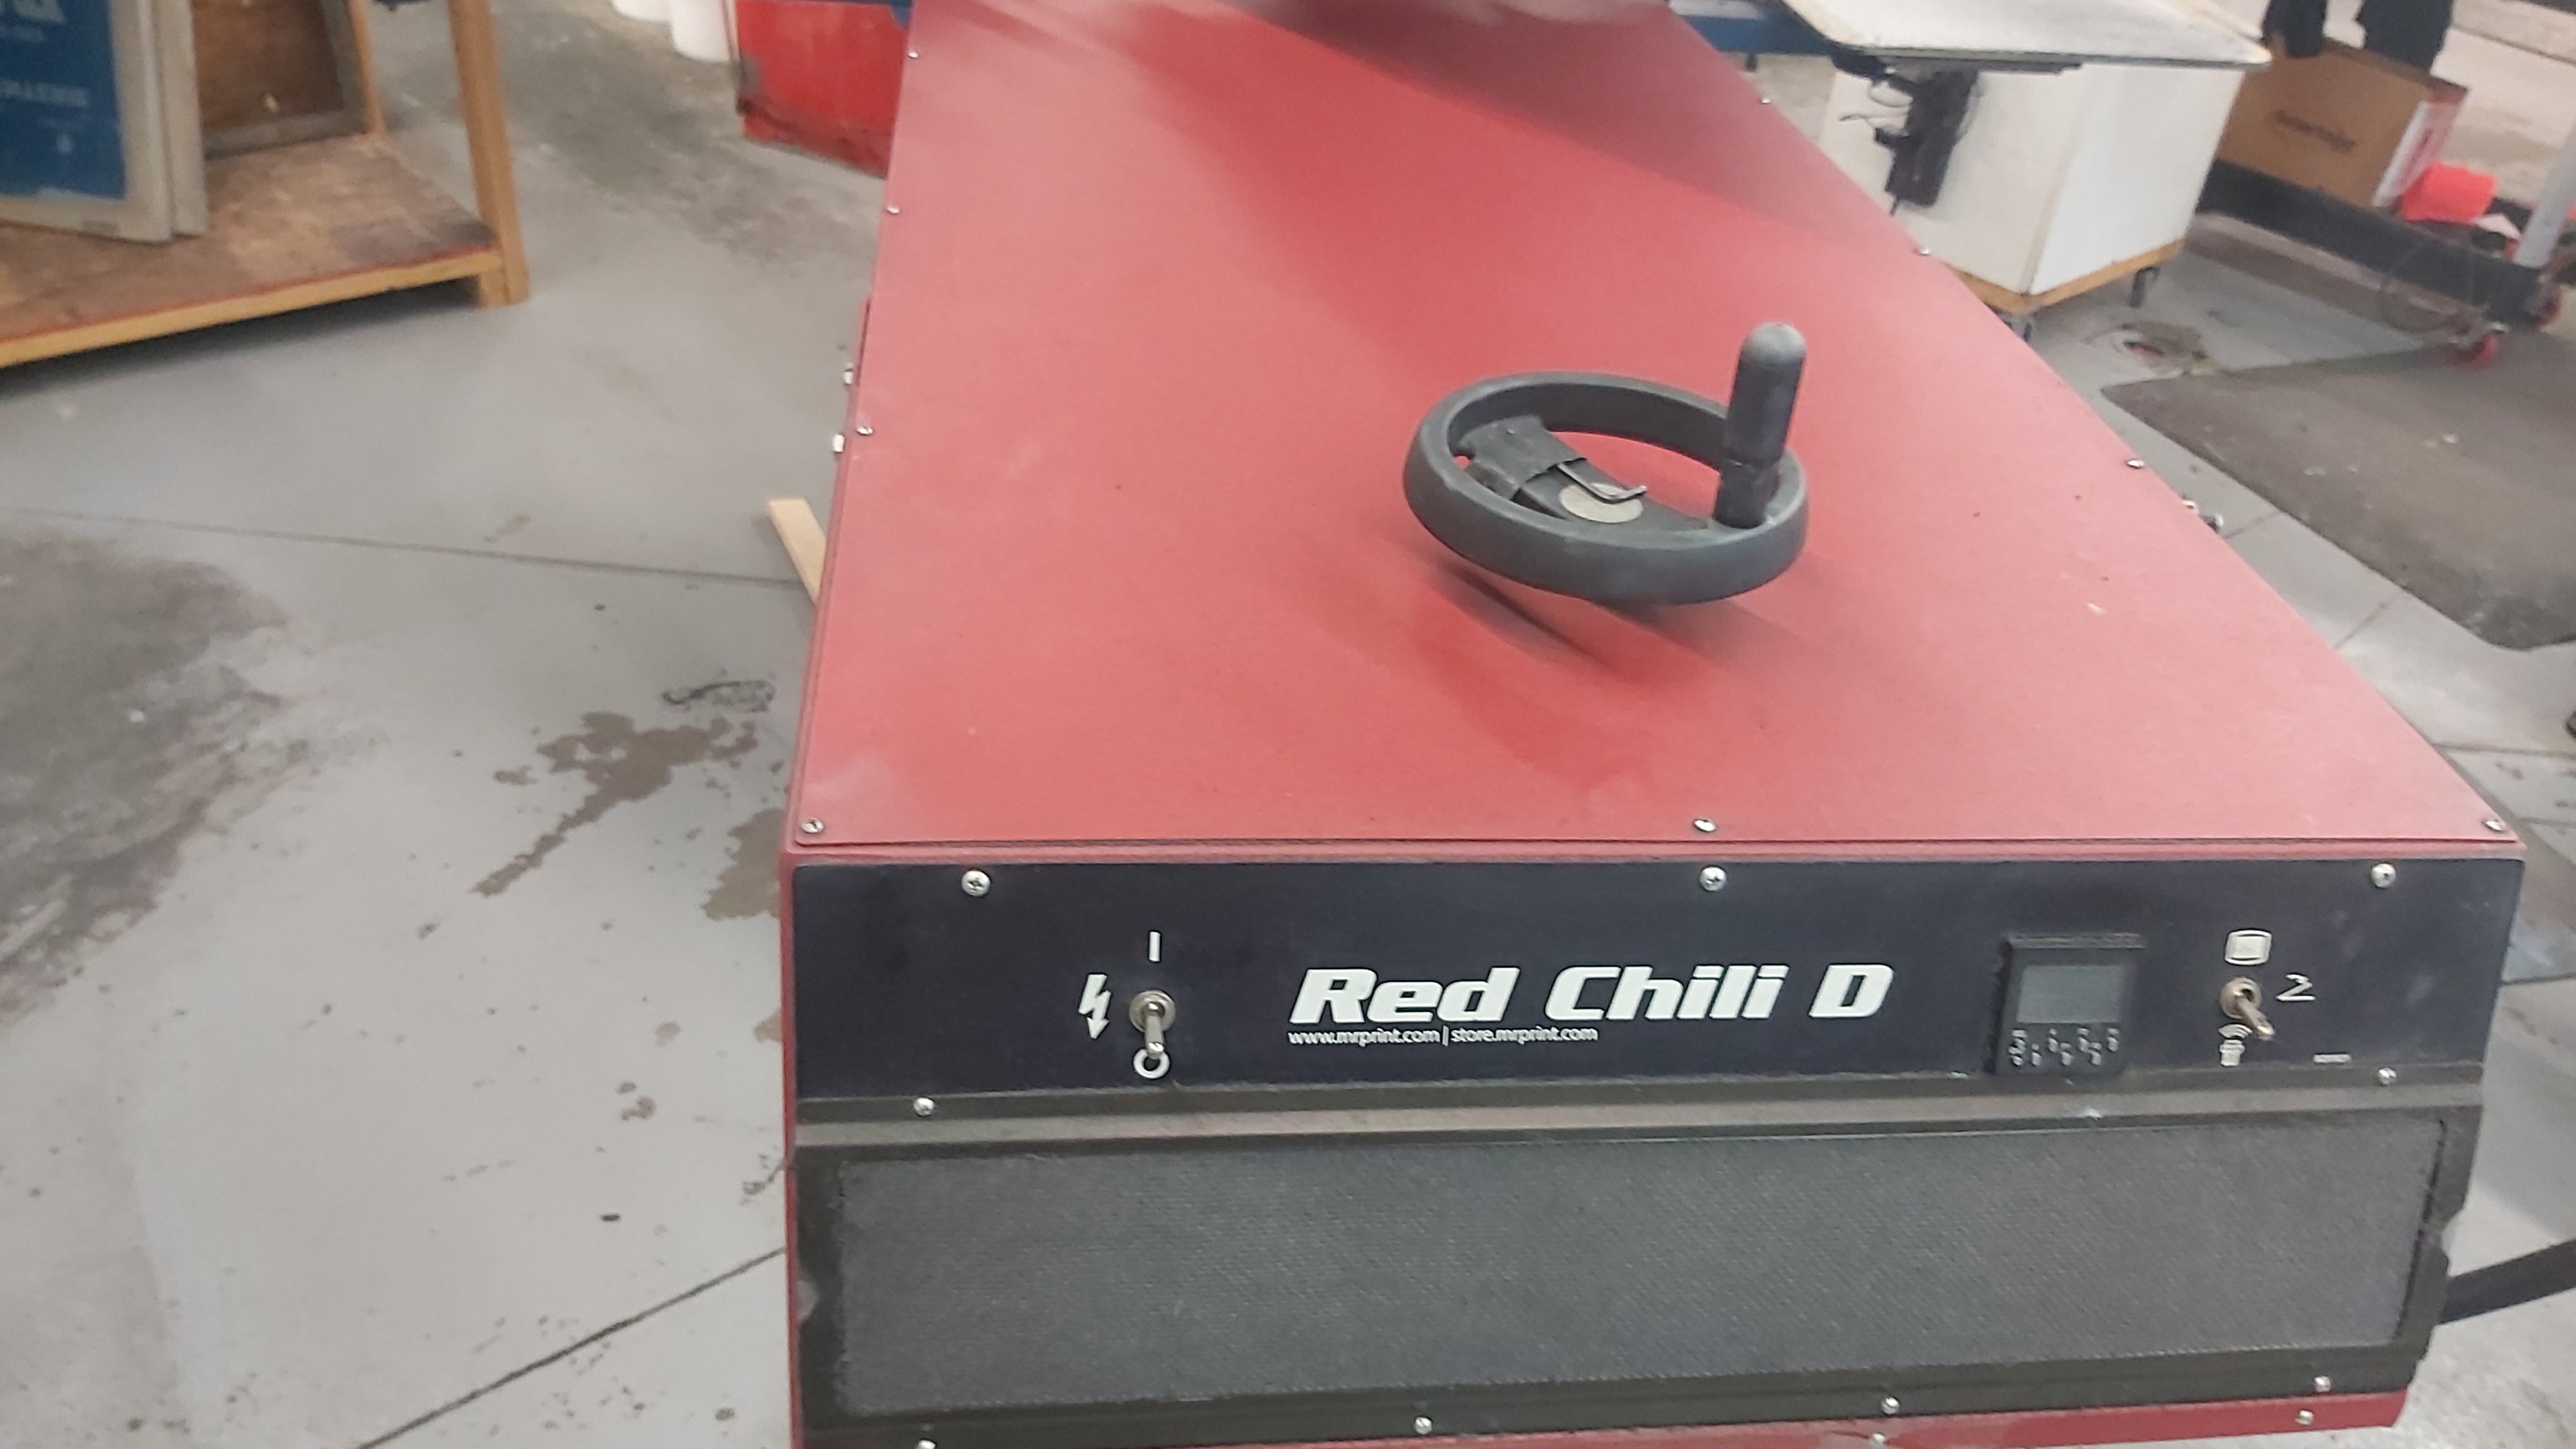 Red Chili D
www.mrprint.com | store.mrprint.com